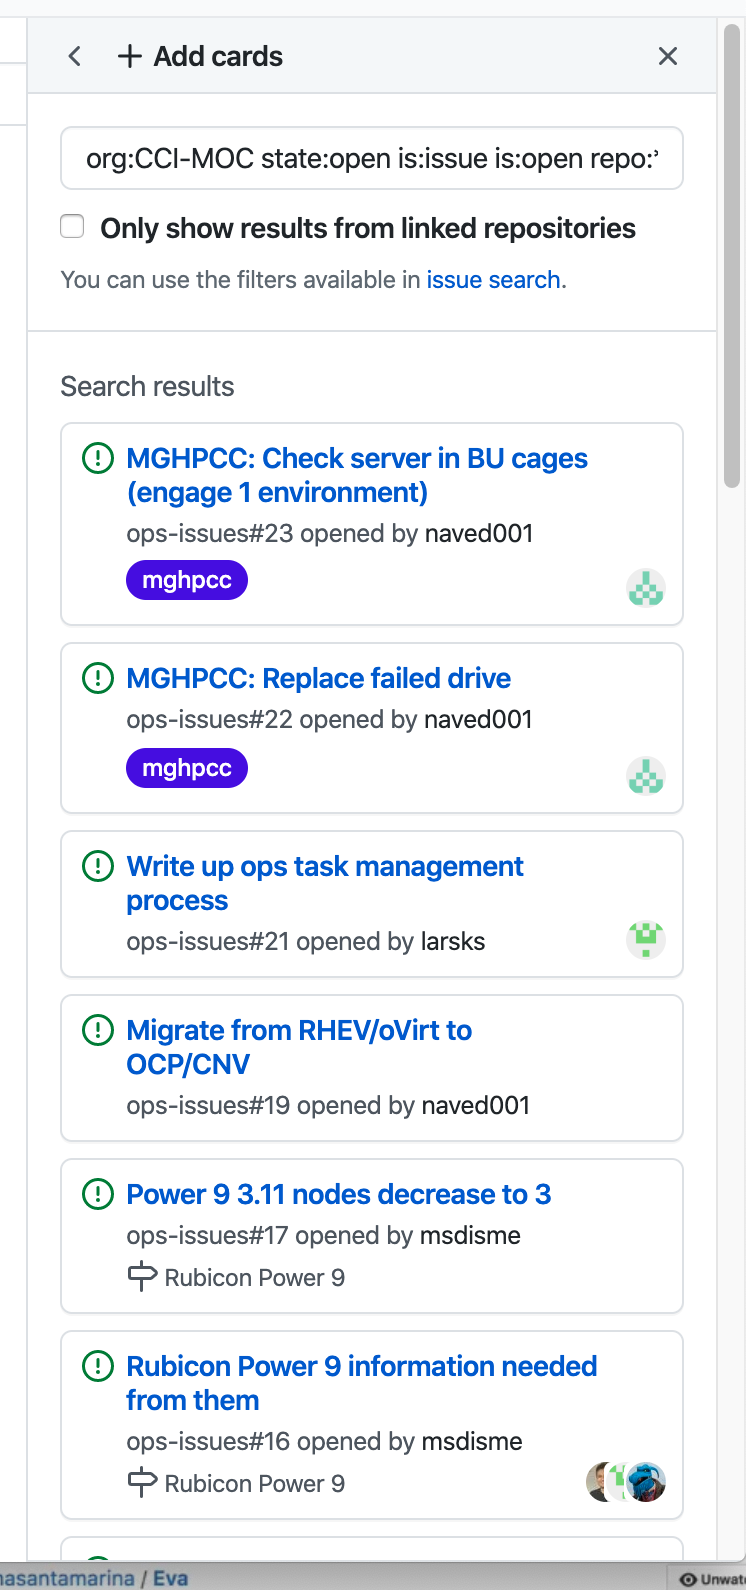 Add cards
org:CCI-MOC state:open is:issue is:open repo:
Only show results from linked repositories
You can use the filters available in issue search.
Search results
MGHPCC: Check server in BU cages
(engage 1 environment)
ops-issues#23 opened by naved001
mghpcc
MGHPCC: Replace failed drive
ops-issues#22 opened by naved001
mghpcc
Write up ops task management
process
ops-issues#21 opened by larsks
Migrate from RHEV/oVirt to
OCP/CNV
ops-issues#19 opened by naved001
Power 9 3.11 nodes decrease to 3
ops-issues#17 opened by msdisme
Rubicon Power 9
Rubicon Power 9 information needed
from them
ops-issues#16 opened by msdisme
Rubicon Power 9
nasantamarina / Eva
Unwat